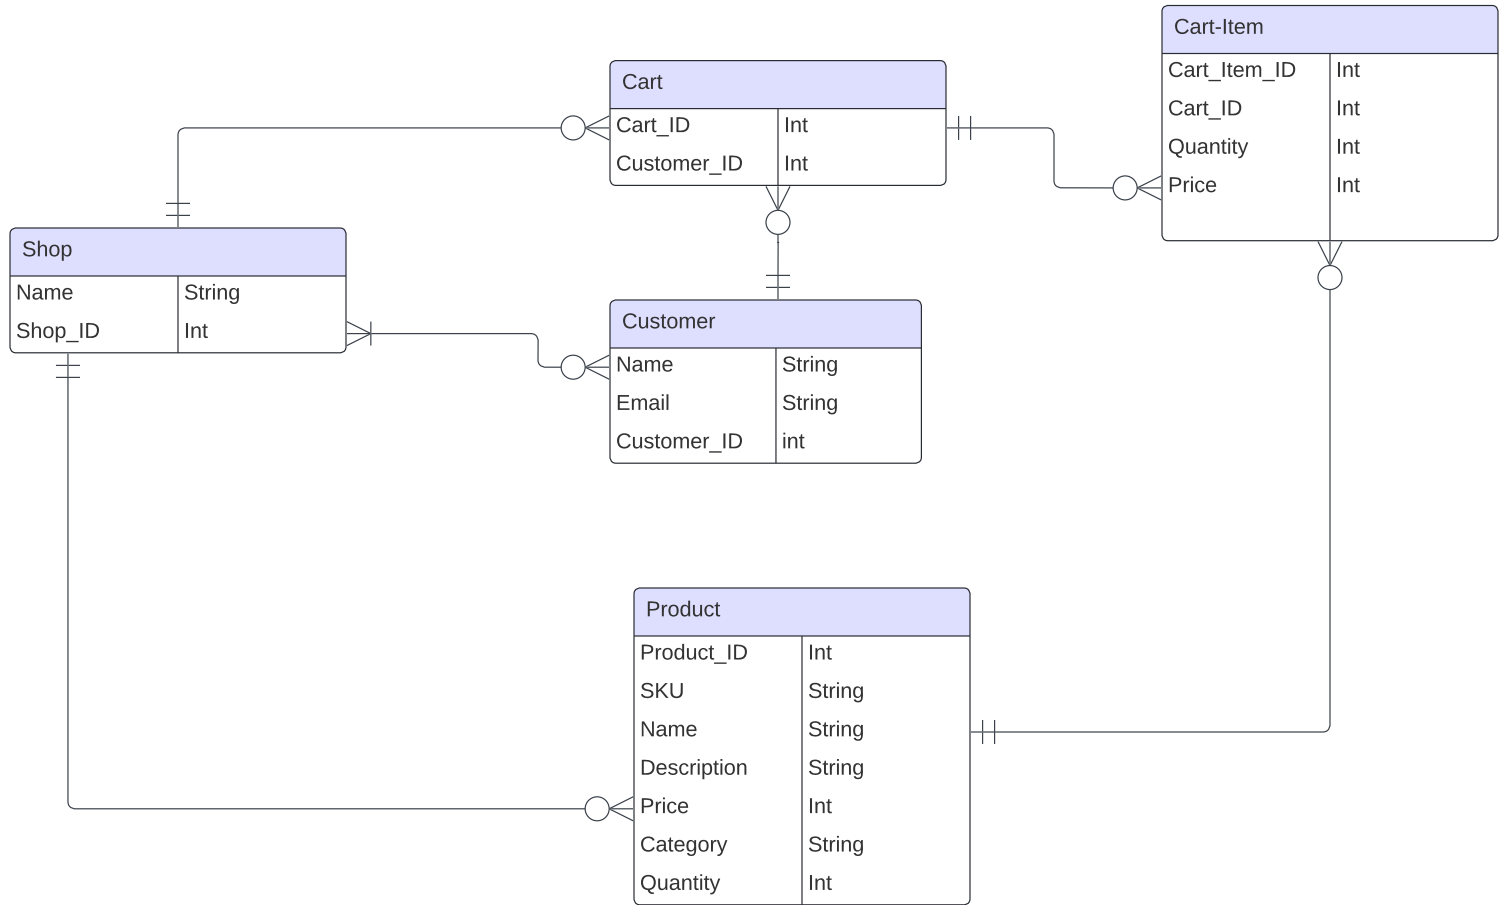 Cart-Item
Cart_Item_ID Int
Cart_ID Int
Quantity Int
Price Int
Cart
Cart_ID Int
Customer_ID Int
Shop
Name String
Shop_ID Int
Customer
Name String
Email String
Customer_ID int
Product
Product_ID Int
SKU String
Name String
Description String
Price Int
Category String
Quantity Int